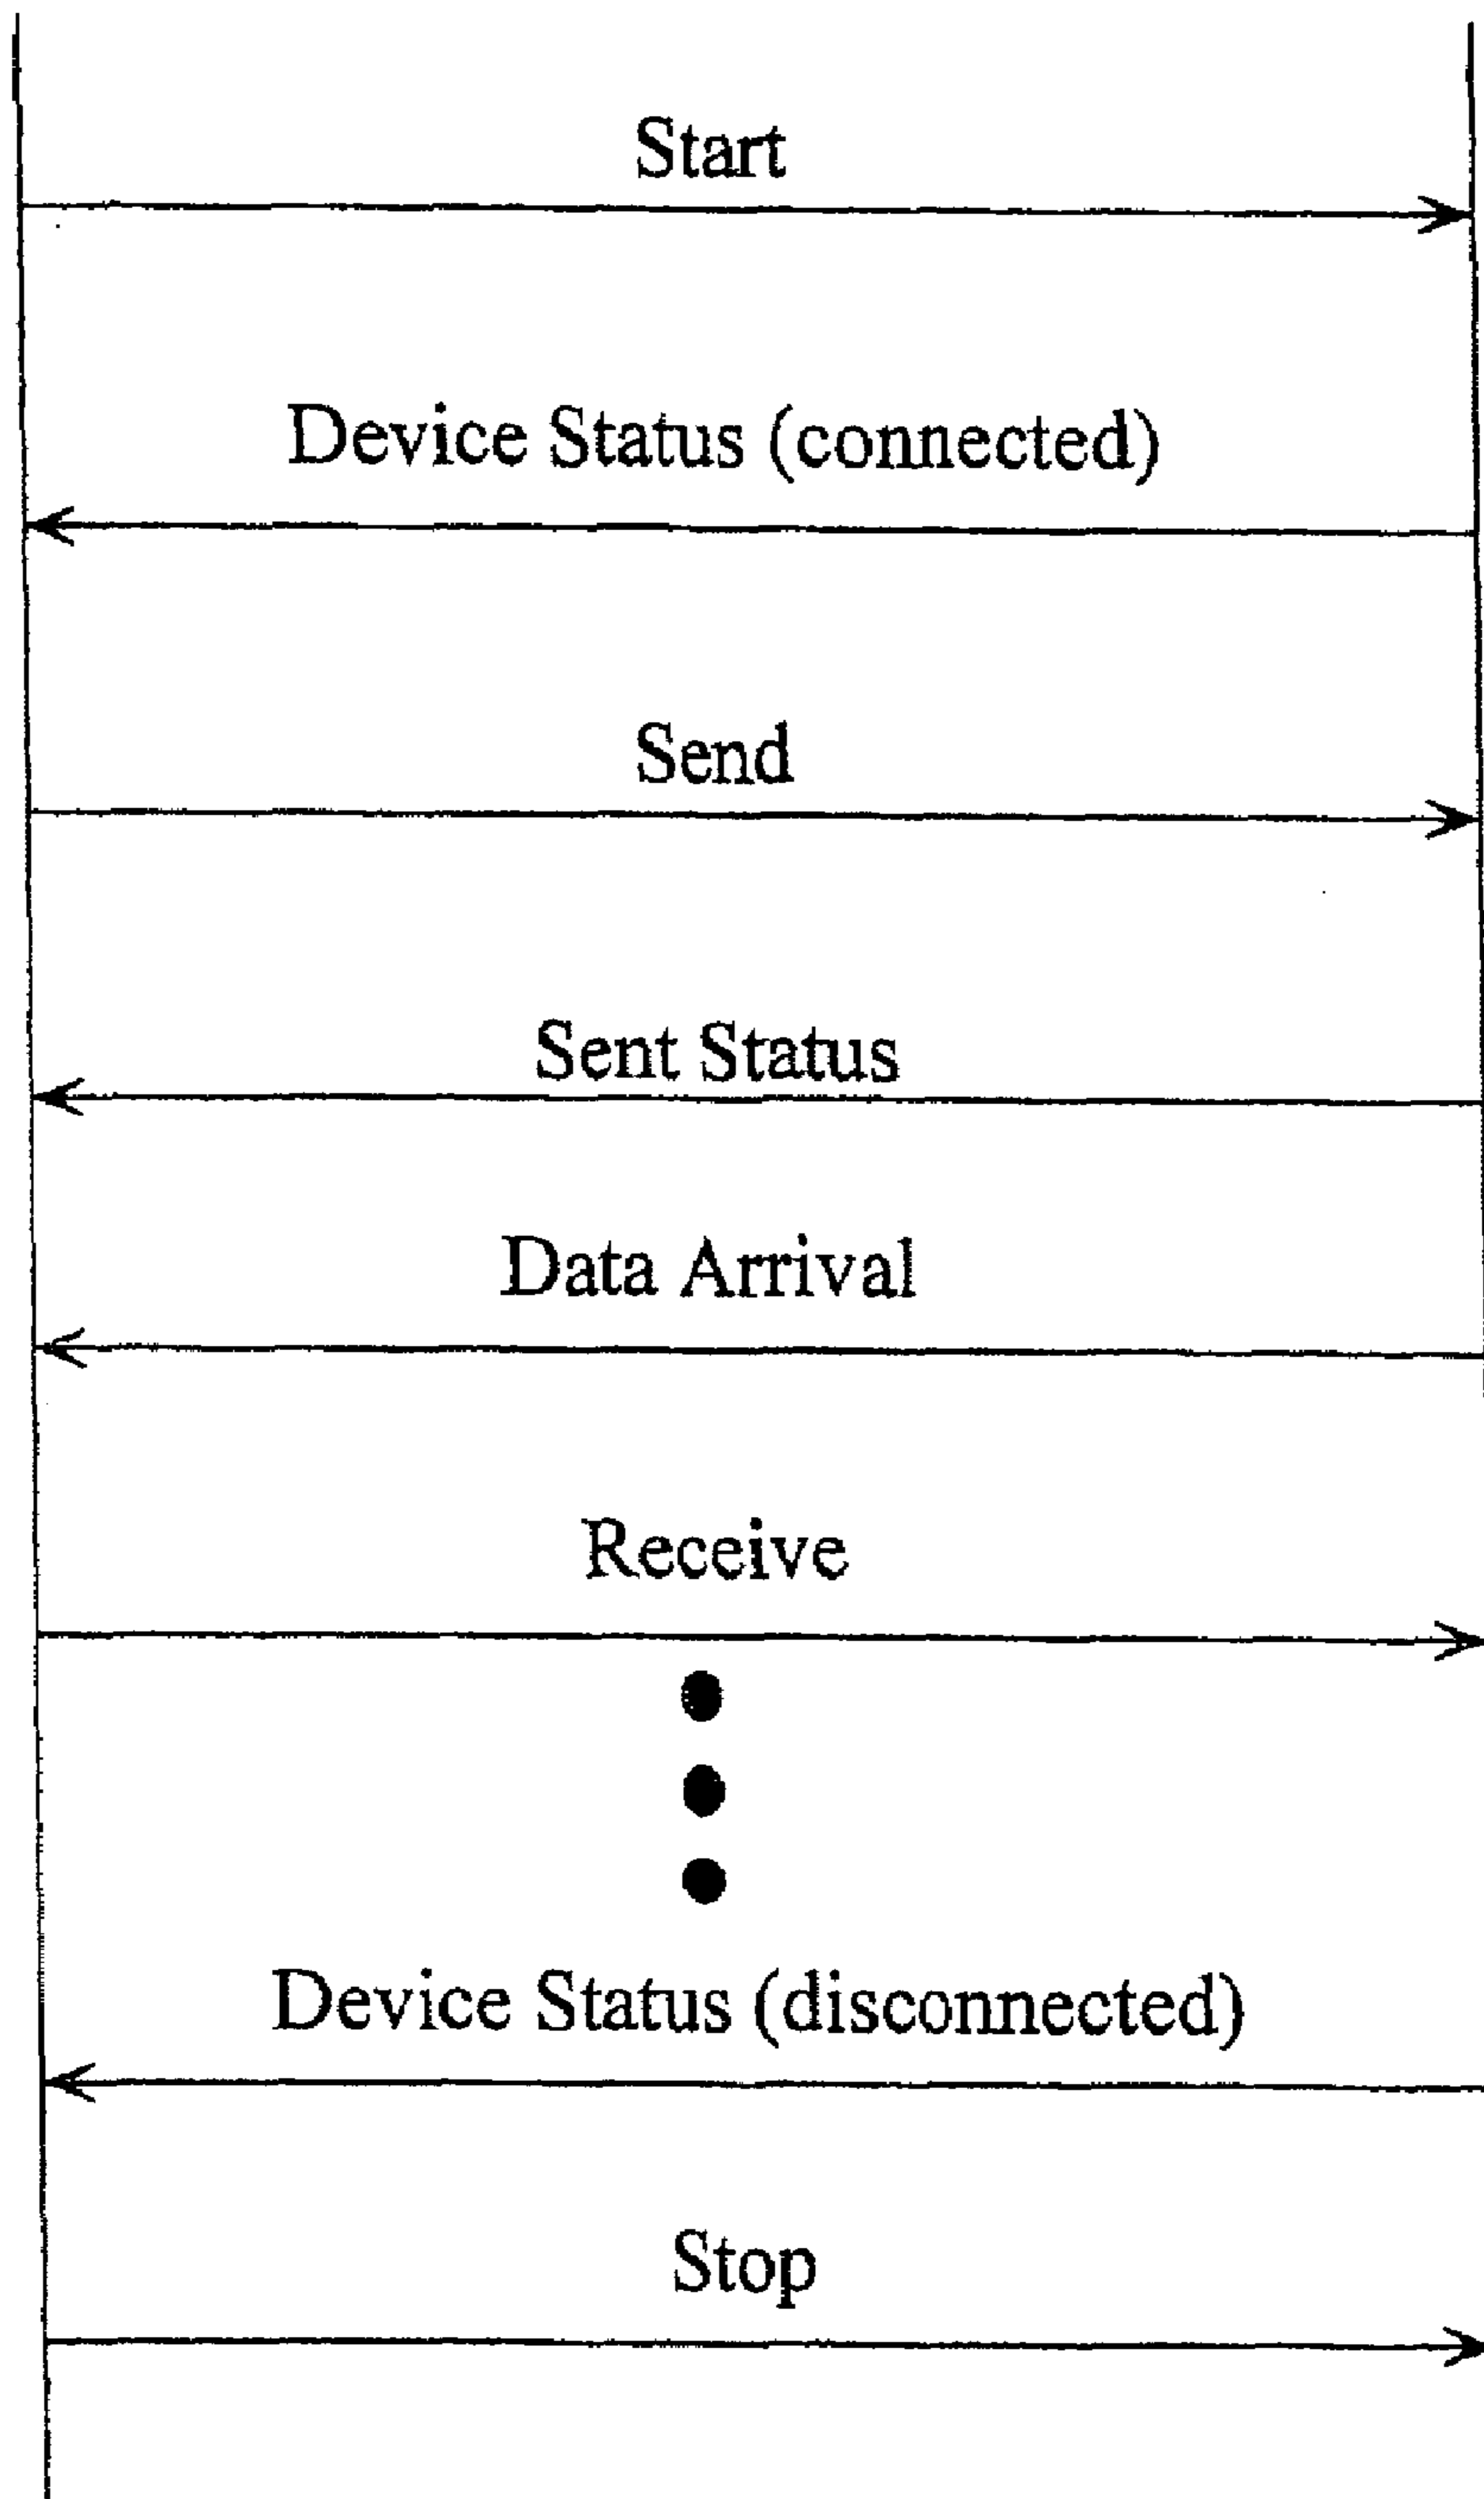 Start
Device Status (connected)
Send
Sent Status
Data Arrival
Receive
Device Status (disconnected)
Stop